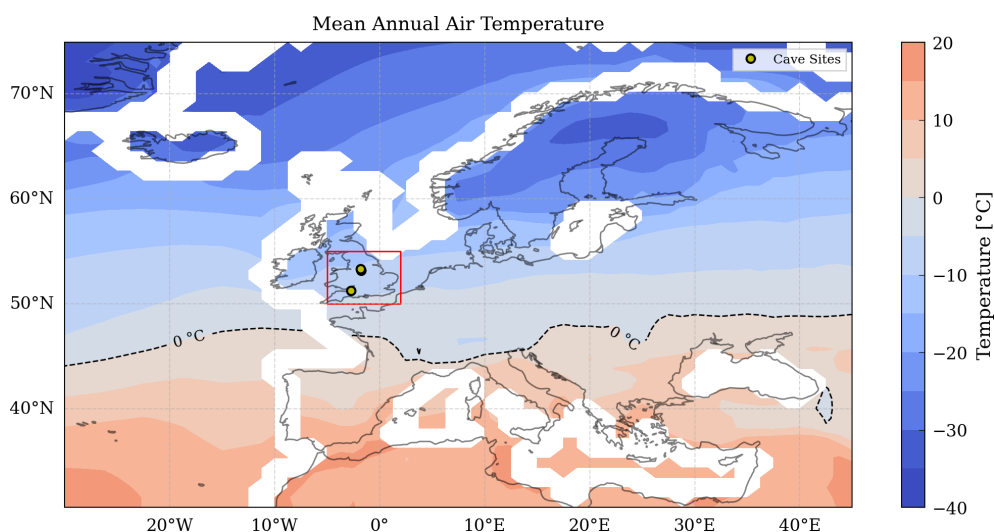 Mean Annual Air Temperature
Cave Sites
70°N
60°N
50°N
40°N
0 °C
0 °C
20°W
10°W
0°
10°E
20°E
30°E
40°E
20
10
0
−10
−20
−30
−40
Temperature [°C]